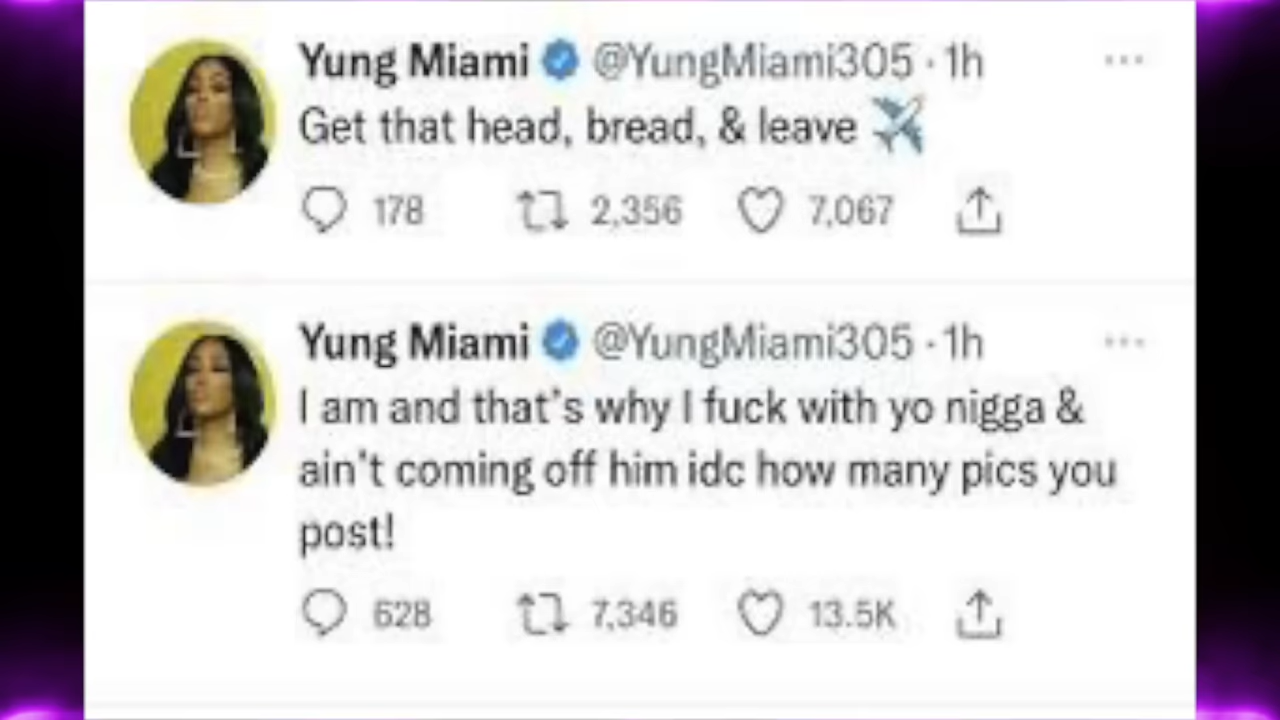 Yung Miami @YungMiami305 · 1h
Get that head, bread, & leave ✈️
178 2,356 7,067
Yung Miami @YungMiami305 · 1h
I am and that's why I fuck with yo nigga &
ain't coming off him idc how many pics you
post!
628 7,346 13.5K